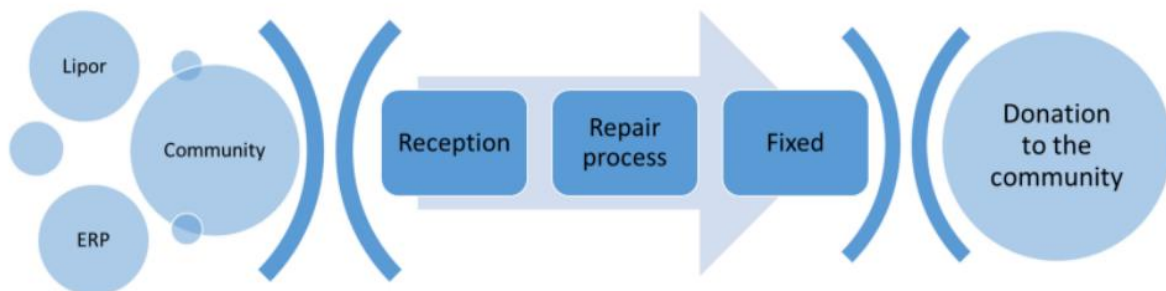 Lipor
Community
ERP
Reception
Repair
process
Fixed
Donation
to the
community